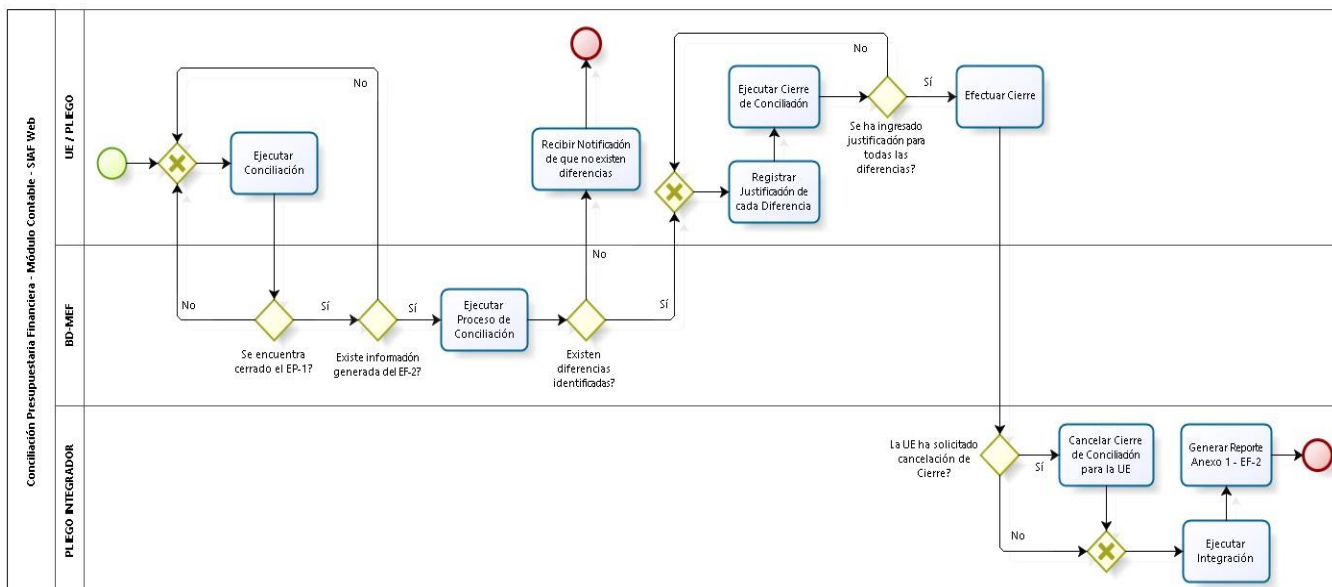 Conciliación Presupuestaria Financiera - Módulo Contable - SIAF Web
UE / PLIEGO
No
Ejecutar
Conciliación
Recibir Notificación
de que no existen
diferencias
No
Ejecutar Cierre
de Conciliación
Registrar
Justificación de
cada Diferencia
Se ha ingresado
justificación para
todas las
diferencias?
Sí
Efectuar Cierre
BD-MEF
No
Se encuentra
cerrado el EP-1?
Sí
Existe información
generada del EF-2?
Sí
Ejecutar
Proceso de
Conciliación
No
Existen
diferencias
identificadas?
Sí
PLIEGO INTEGRADOR
La UE ha solicitado
cancelación de
Cierre?
Sí
No
Cancelar Cierre
de Conciliación
para la UE
Generar Reporte
Anexo 1 - EF-2
Ejecutar
Integración